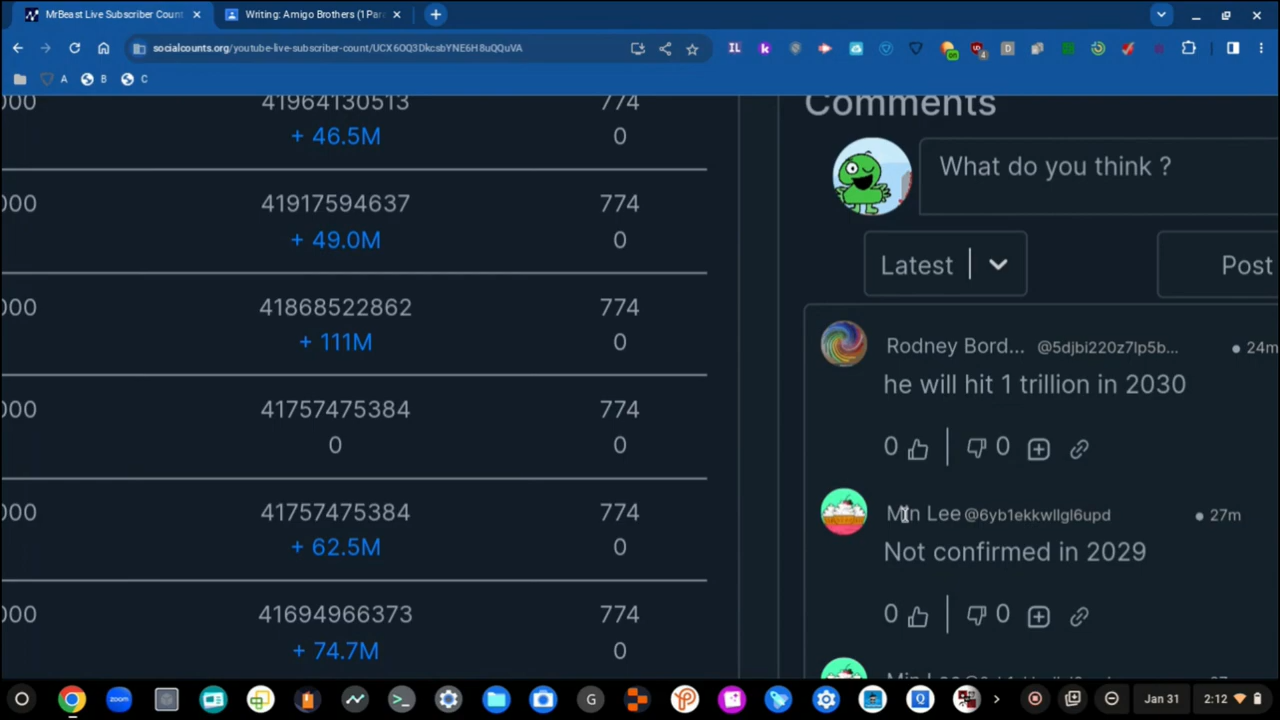 MrBeast Live Subscriber Count
Writing: Amigo Brothers (1 Par
socialcounts.org/youtube-live-subscriber-count/UCX6OQ3DkcsbYNE6H8uQQuVA
A B C
000 41964130513 774
+ 46.5M 0
000 41917594637 774
+ 49.0M 0
000 41868522862 774
+ 111M 0
000 41757475384 774
0 0
000 41757475384 774
+ 62.5M 0
000 41694966373 774
+ 74.7M 0
Comments
What do you think ?
Latest
Post
Rodney Bord... @5djbi220z7lp5b... 24m
he will hit 1 trillion in 2030
0 0
Min Lee @6yb1ekkwllgl6upd 27m
Not confirmed in 2029
0 0
zoom
Jan 31 2:12